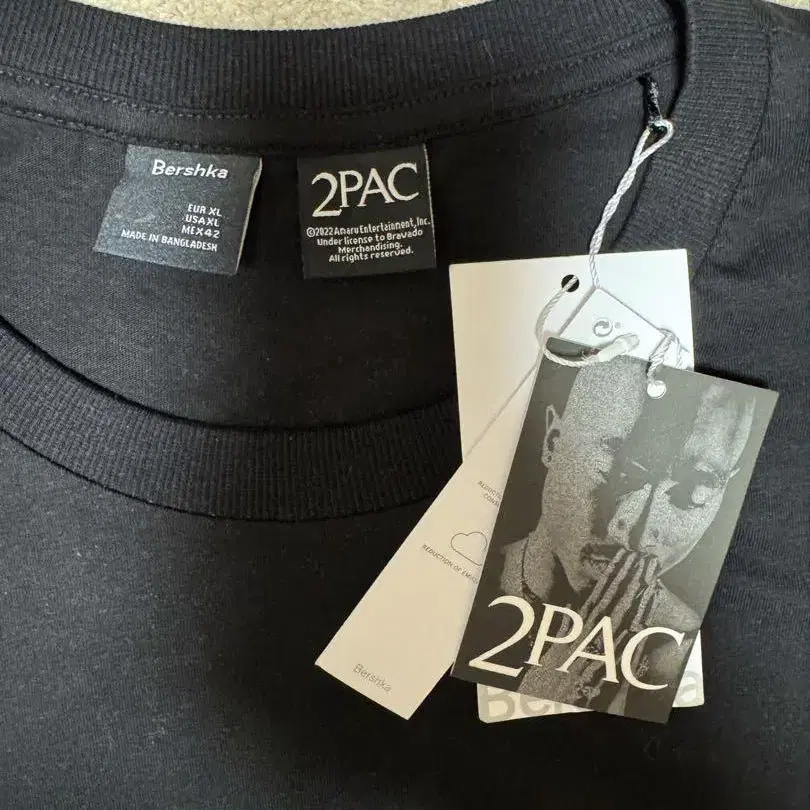 Bershka
EUR XL
USA XL
MEX 42
MADE IN BANGLADESH
2PAC
©2022 Amaru Entertainment, Inc.
Under license to Bravado
Merchandising.
All rights reserved.
REDUCTION OF
Bershka
2PAC